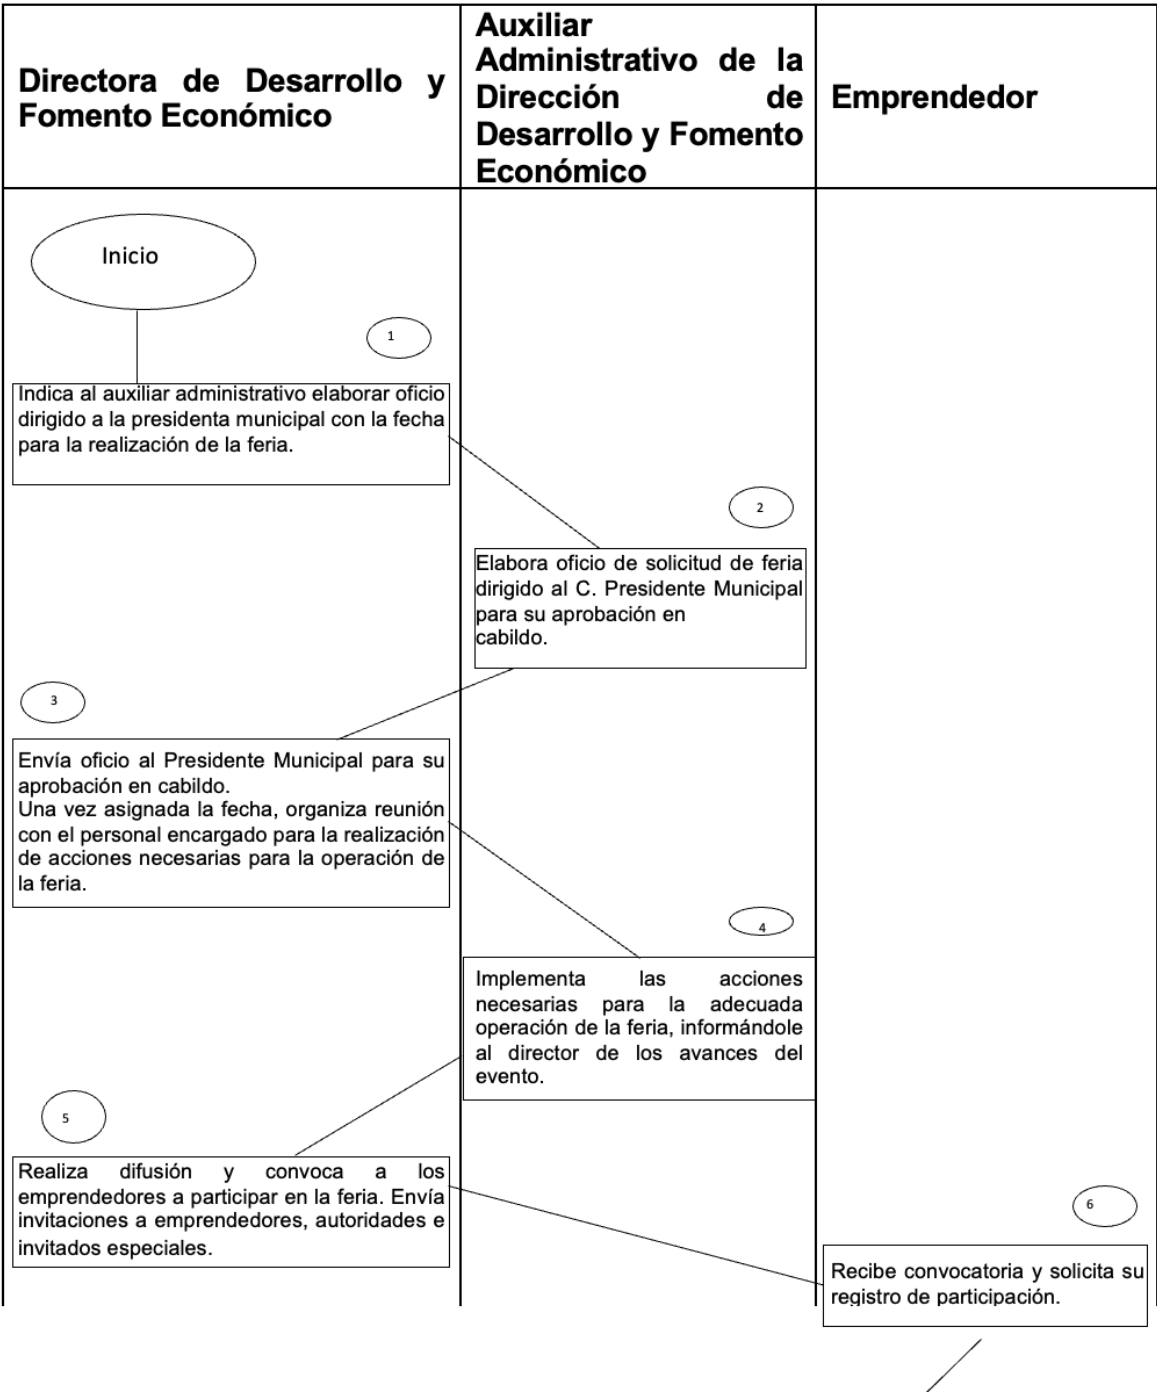 Directora de Desarrollo y
Fomento Económico
Auxiliar
Administrativo de la
Dirección de
Desarrollo y Fomento
Económico
Emprendedor
Inicio
1
Indica al auxiliar administrativo elaborar oficio
dirigido a la presidenta municipal con la fecha
para la realización de la feria.
2
Elabora oficio de solicitud de feria
dirigido al C. Presidente Municipal
para su aprobación en
cabildo.
3
Envía oficio al Presidente Municipal para su
aprobación en cabildo.
Una vez asignada la fecha, organiza reunión
con el personal encargado para la realización
de acciones necesarias para la operación de
la feria.
4
Implementa las acciones
necesarias para la adecuada
operación de la feria, informándole
al director de los avances del
evento.
5
Realiza difusión y convoca a los
emprendedores a participar en la feria. Envía
invitaciones a emprendedores, autoridades e
invitados especiales.
6
Recibe convocatoria y solicita su
registro de participación.